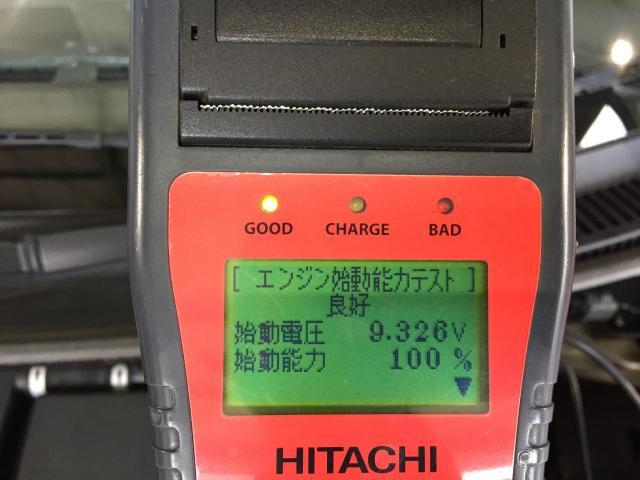 GOOD CHARGE BAD
[ エンジン始動能力テスト ]
良好
始動電圧 9.326V
始動能力 100 %
▼
HITACHI